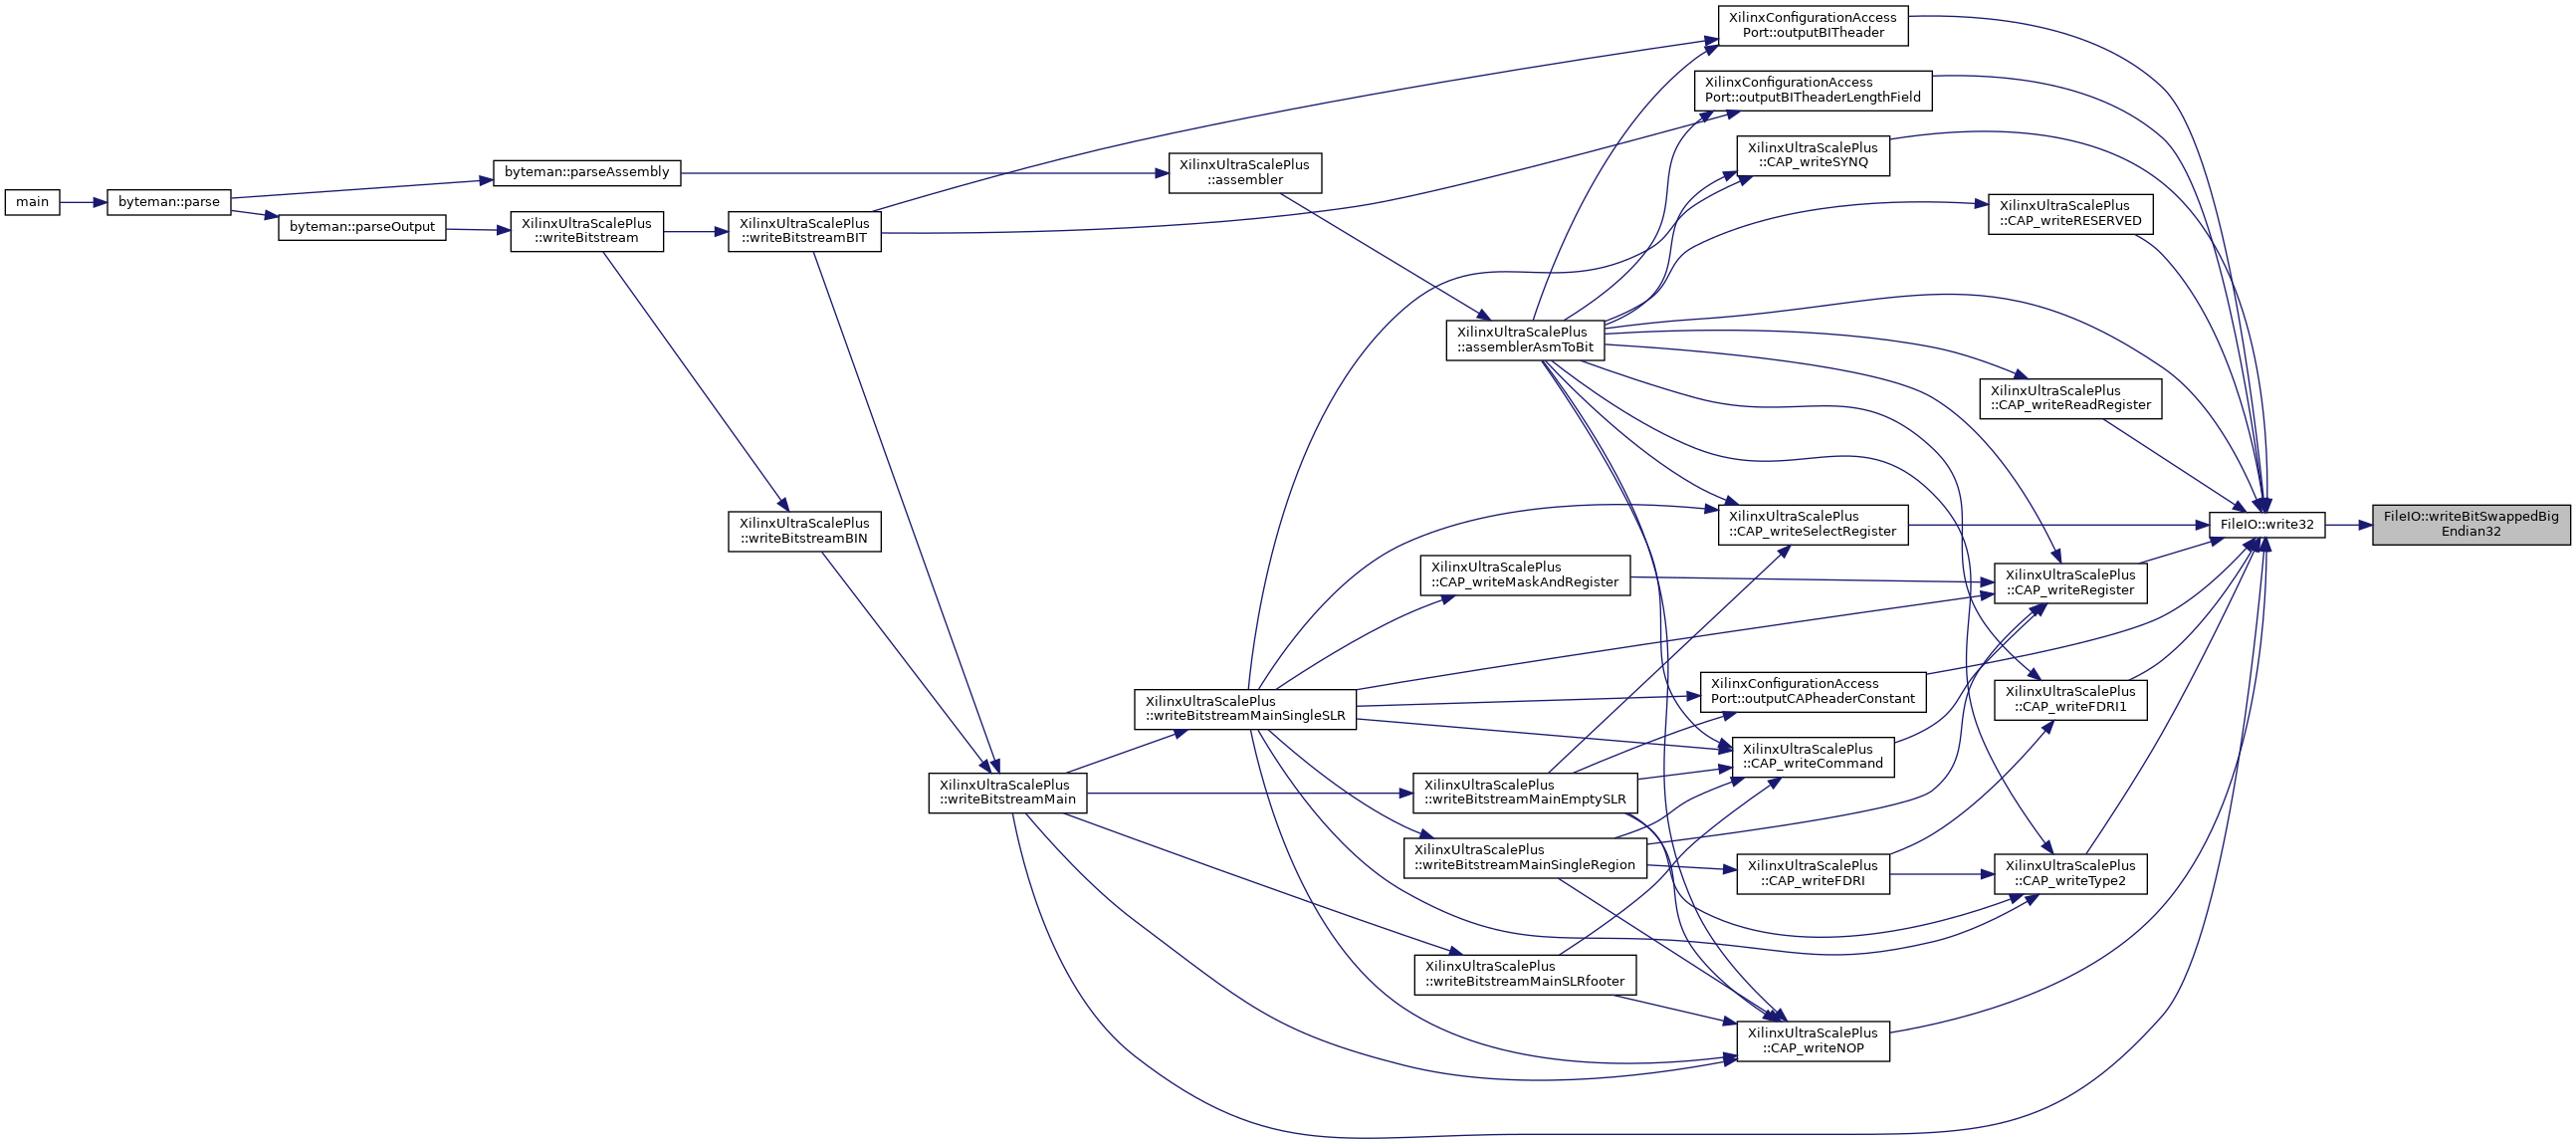 XilinxConfigurationAccess
Port::outputBITheader
XilinxConfigurationAccess
Port::outputBITheaderLengthField
XilinxUltraScalePlus
::CAP_writeSYNQ
XilinxUltraScalePlus
::assembler
byteman::parseAssembly
main
byteman::parse
byteman::parseOutput
XilinxUltraScalePlus
::writeBitstream
XilinxUltraScalePlus
::writeBitstreamBIT
XilinxUltraScalePlus
::CAP_writeRESERVED
XilinxUltraScalePlus
::assemblerAsmToBit
XilinxUltraScalePlus
::CAP_writeReadRegister
XilinxUltraScalePlus
::writeBitstreamBIN
XilinxUltraScalePlus
::CAP_writeSelectRegister
FileIO::write32
FileIO::writeBitSwappedBig
Endian32
XilinxUltraScalePlus
::CAP_writeMaskAndRegister
XilinxUltraScalePlus
::CAP_writeRegister
XilinxUltraScalePlus
::writeBitstreamMainSingleSLR
XilinxConfigurationAccess
Port::outputCAPheaderConstant
XilinxUltraScalePlus
::CAP_writeFDRI1
XilinxUltraScalePlus
::CAP_writeCommand
XilinxUltraScalePlus
::writeBitstreamMain
XilinxUltraScalePlus
::writeBitstreamMainEmptySLR
XilinxUltraScalePlus
::writeBitstreamMainSingleRegion
XilinxUltraScalePlus
::CAP_writeFDRI
XilinxUltraScalePlus
::CAP_writeType2
XilinxUltraScalePlus
::writeBitstreamMainSLRfooter
XilinxUltraScalePlus
::CAP_writeNOP